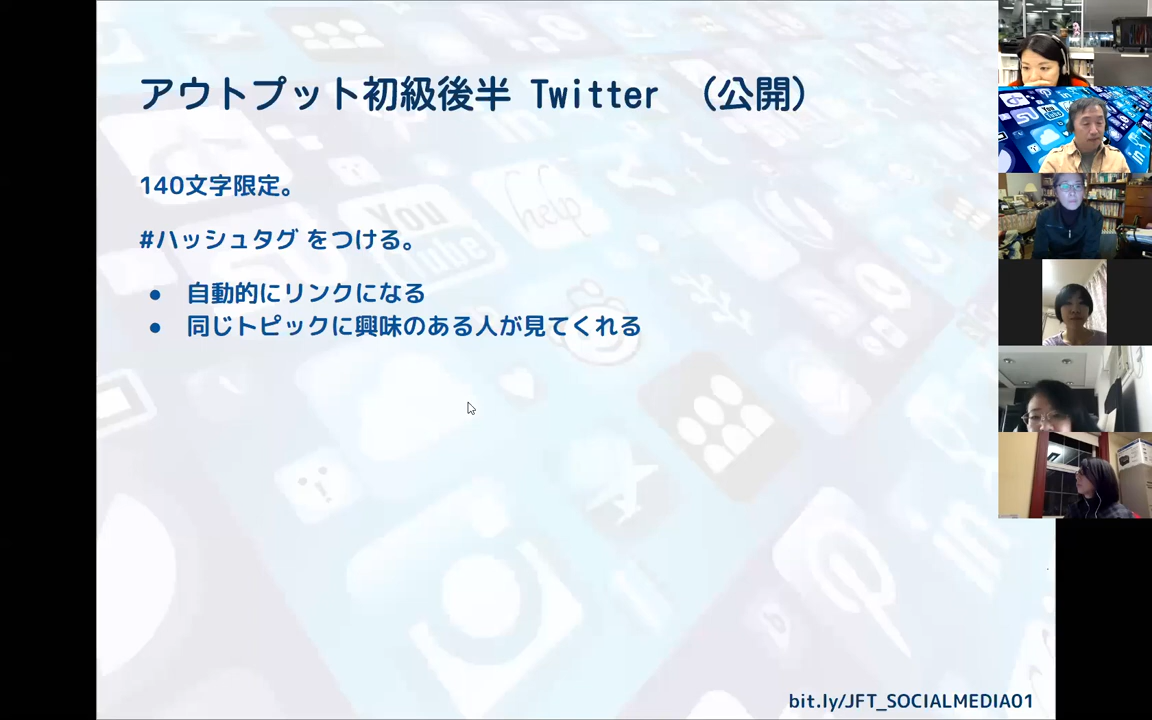 アウトプット初級後半 Twitter （公開）
140文字限定。
#ハッシュタグ をつける。
● 自動的にリンクになる
● 同じトピックに興味のある人が見てくれる
You
Tube
help
bit.ly/JFT_SOCIALMEDIA01